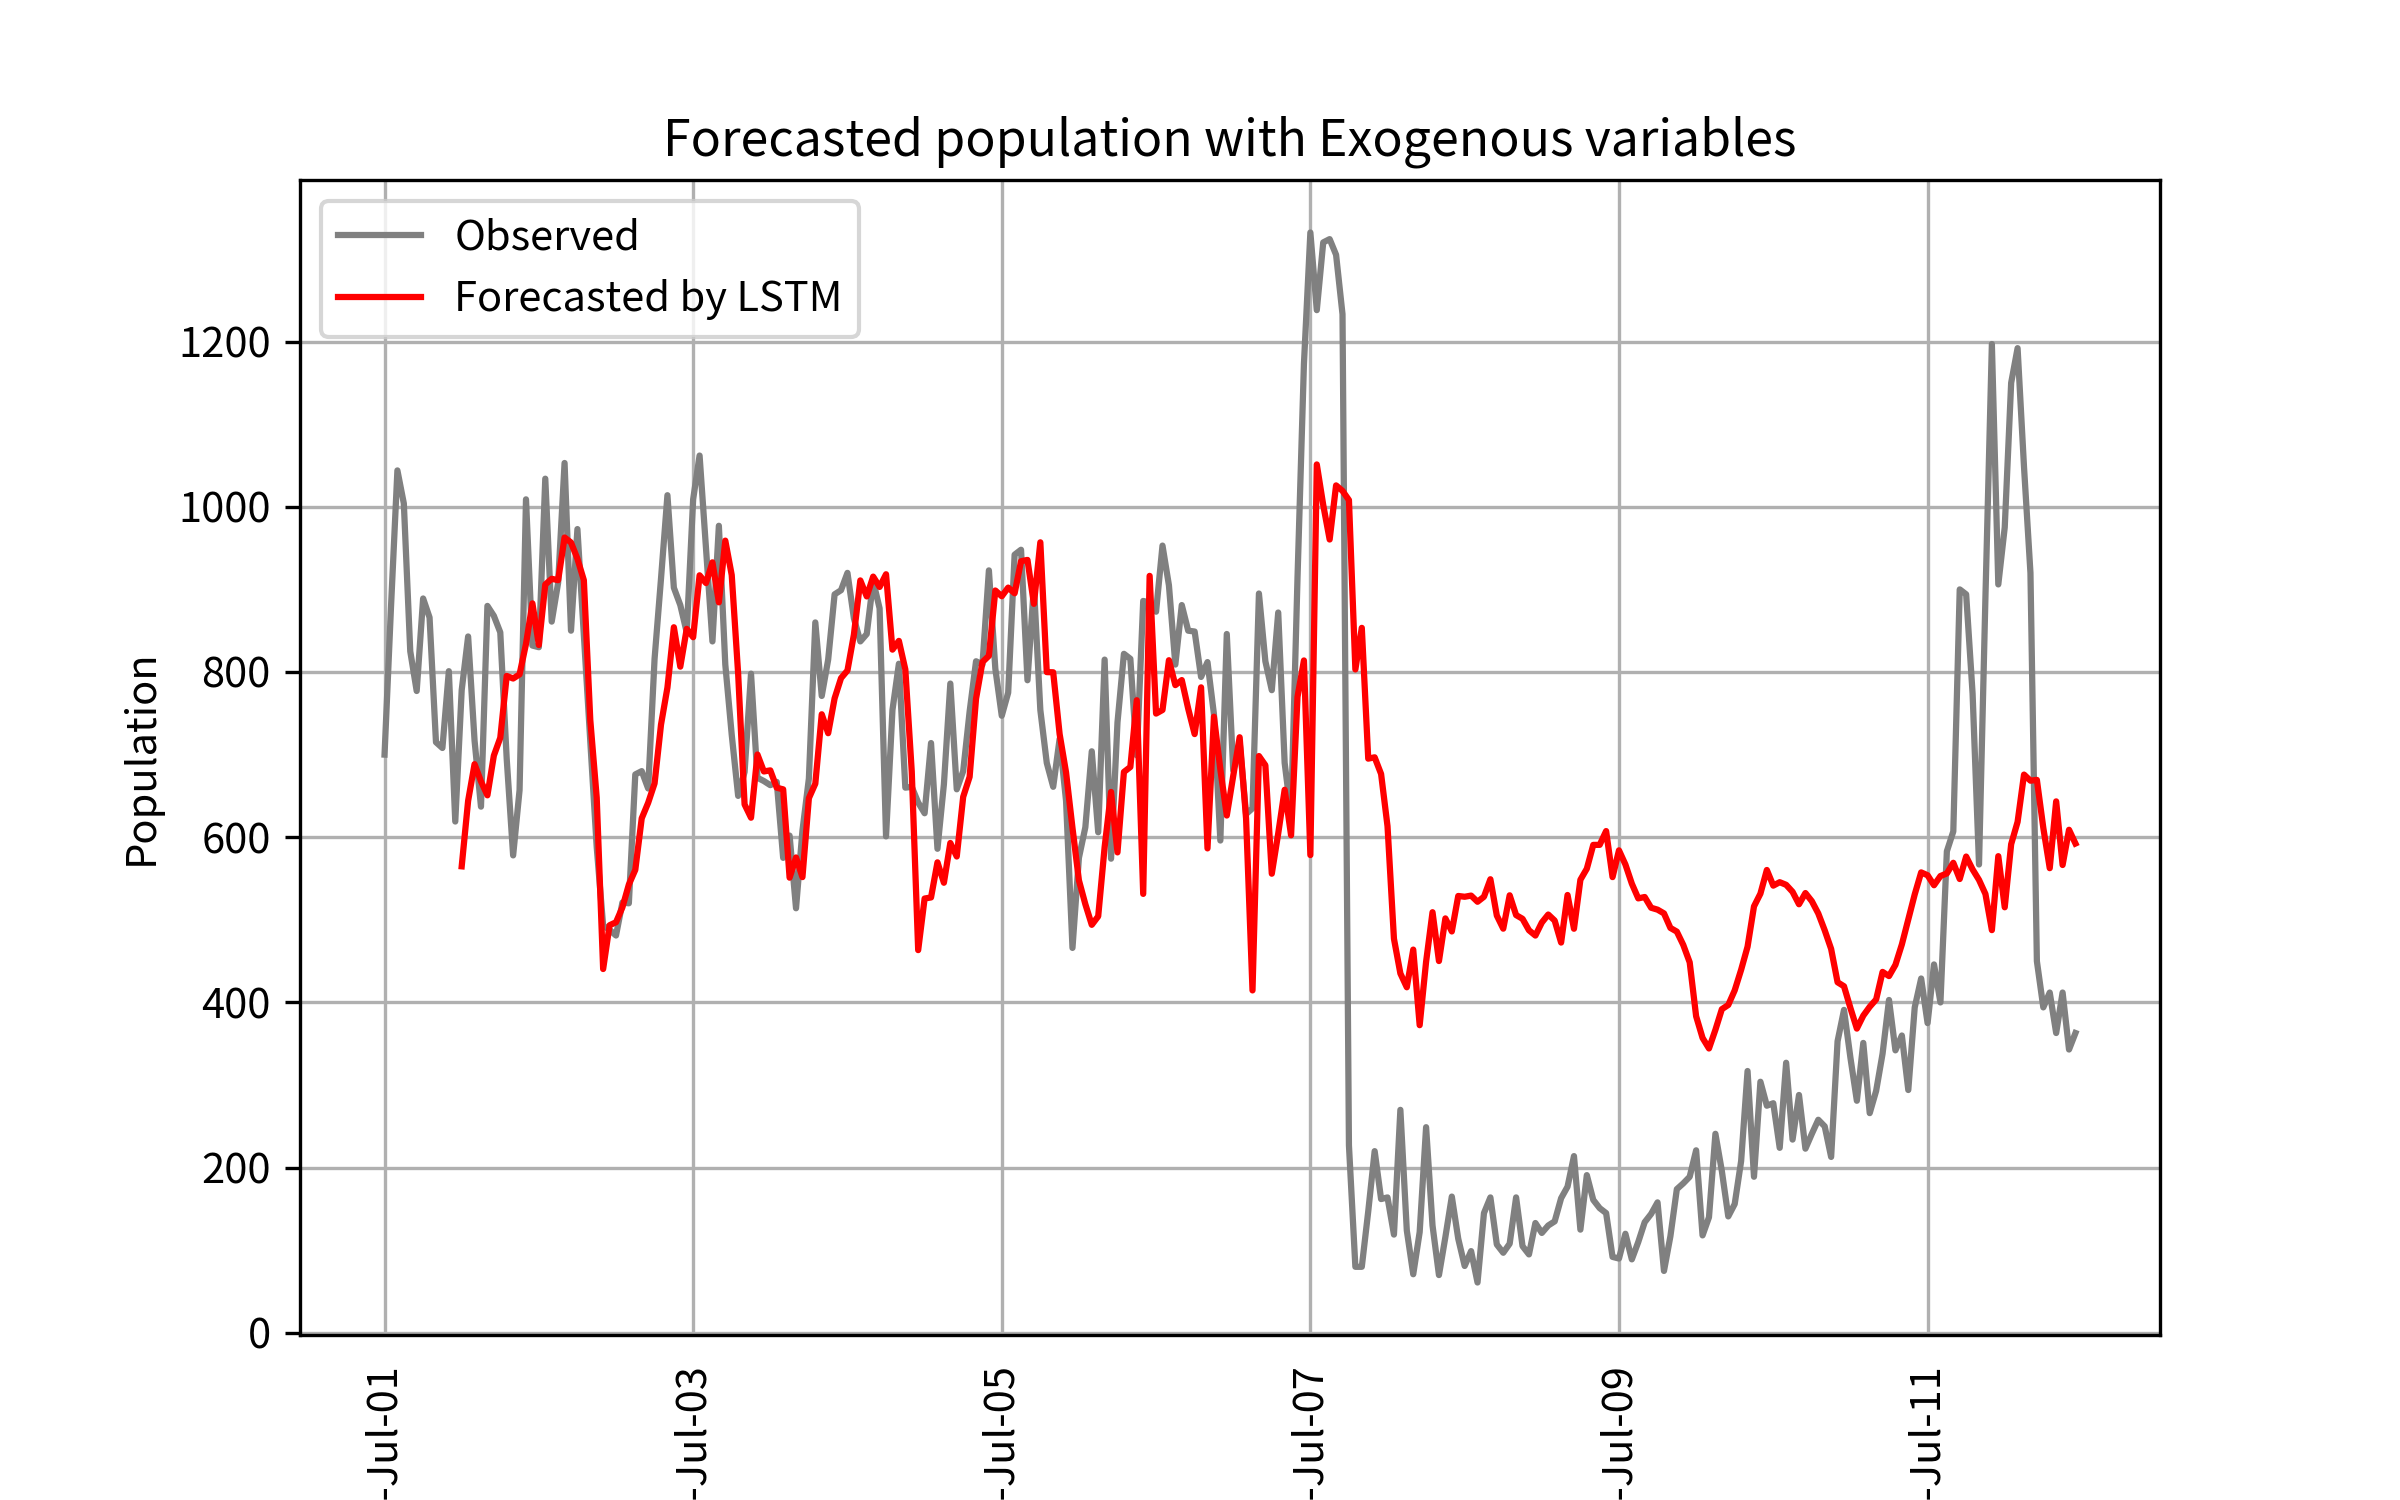 Forecasted population with Exogenous variables
Observed
Forecasted by LSTM
Population
1200
1000
800
600
400
200
0
-Jul-01
-Jul-03
-Jul-05
-Jul-07
-Jul-09
-Jul-11